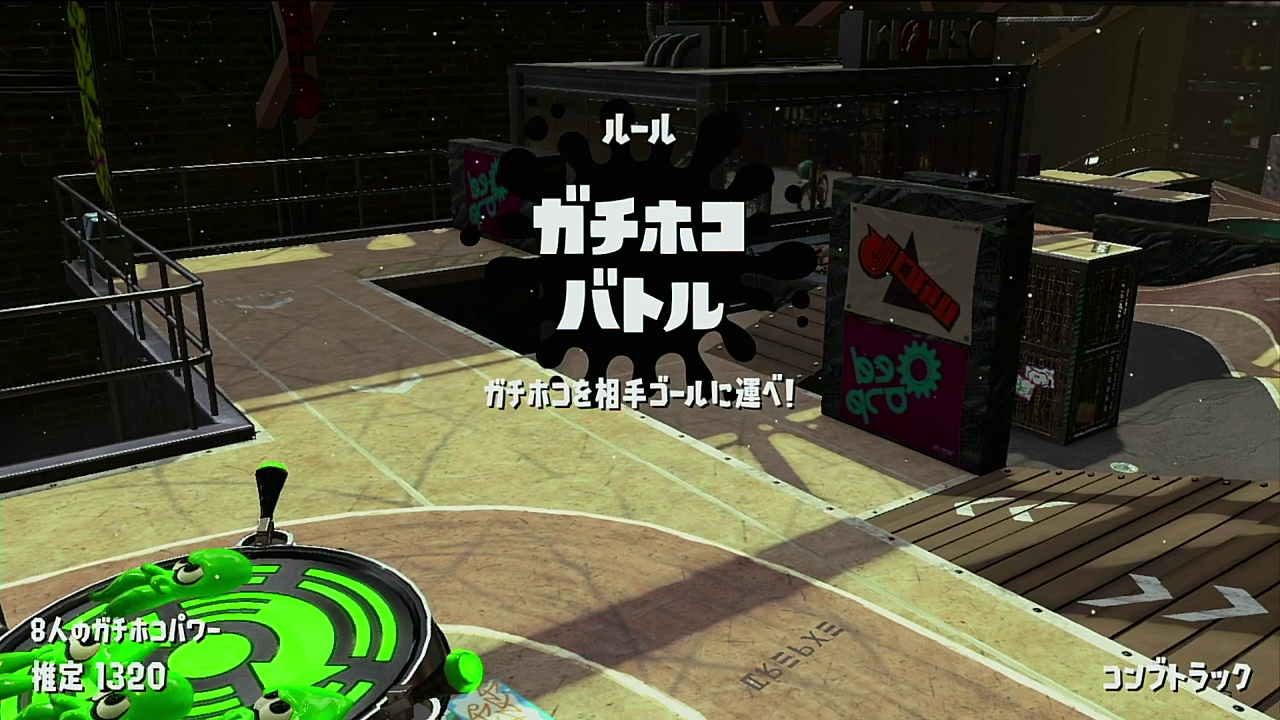 ルール
ガチホコ
バトル
ガチホコを相手ゴールに運べ!
8人のガチホコパワー
推定 1320
コンブトラック